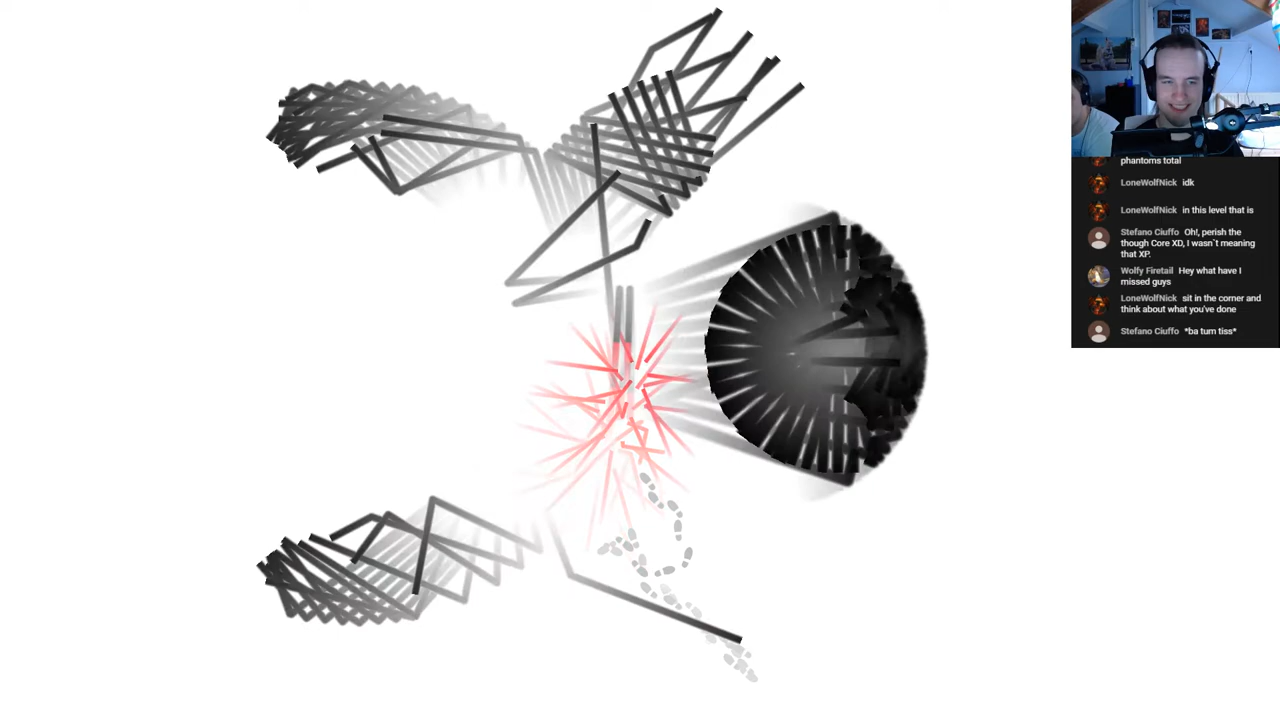 phantoms total
LoneWolfNick idk
LoneWolfNick in this level that is
Stefano Ciuffo Oh!, perish the
though Core XD, I wasn`t meaning
that XP.
Wolfy Firetail Hey what have I
missed guys
LoneWolfNick sit in the corner and
think about what you've done
Stefano Ciuffo *ba tum tiss*